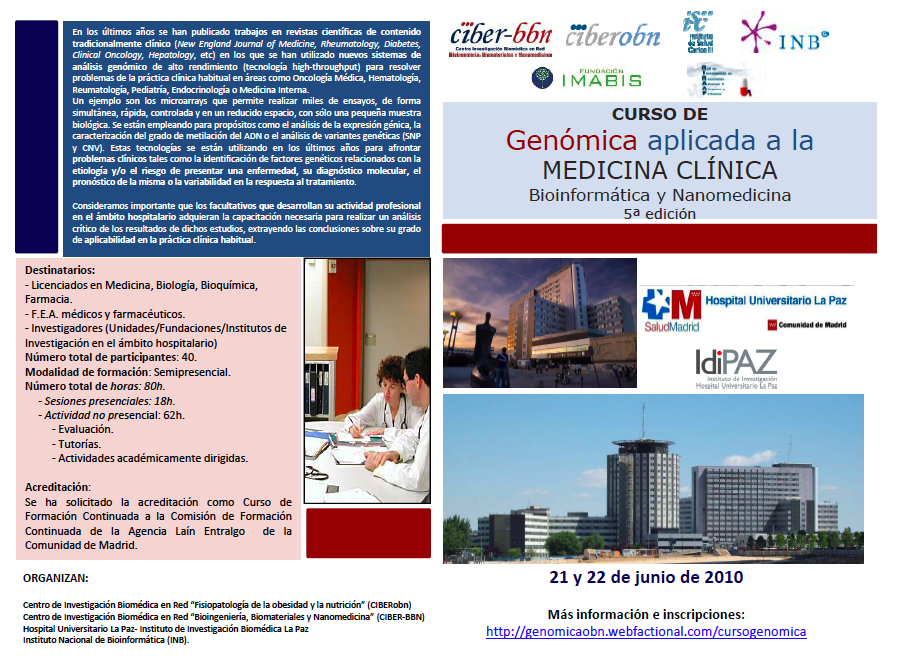 En los últimos años se han publicado trabajos en revistas científicas de contenido
tradicionalmente clínico (New England Journal of Medicine, Rheumatology, Diabetes,
Clinical Oncology, Hepatology, etc) en los que se han utilizado nuevos sistemas de
análisis genómico de alto rendimiento (tecnología high-throughput) para resolver
problemas de la práctica clínica habitual en áreas como Oncología Médica, Hematología,
Reumatología, Pediatría, Endocrinología o Medicina Interna.
Un ejemplo son los microarrays que permite realizar miles de ensayos, de forma
simultánea, rápida, controlada y en un reducido espacio, con sólo una pequeña muestra
biológica. Se están empleando para propósitos como el análisis de la expresión génica, la
caracterización del grado de metilación del ADN o el análisis de variantes genéticas (SNP
y CNV). Estas tecnologías se están utilizando en los últimos años para afrontar
problemas clínicos tales como la identificación de factores genéticos relacionados con la
etiología y/o el riesgo de presentar una enfermedad, su diagnóstico molecular, el
pronóstico de la misma o la variabilidad en la respuesta al tratamiento.
Consideramos importante que los facultativos que desarrollan su actividad profesional
en el ámbito hospitalario adquieran la capacitación necesaria para realizar un análisis
crítico de los resultados de dichos estudios, extrayendo las conclusiones sobre su grado
de aplicabilidad en la práctica clínica habitual.
Destinatarios:
- Licenciados en Medicina, Biología, Bioquímica,
Farmacia.
- F.E.A. médicos y farmacéuticos.
- Investigadores (Unidades/Fundaciones/Institutos de
Investigación en el ámbito hospitalario)
Número total de participantes: 40.
Modalidad de formación: Semipresencial.
Número total de horas: 80h.
- Sesiones presenciales: 18h.
- Actividad no presencial: 62h.
- Evaluación.
- Tutorías.
- Actividades académicamente dirigidas.
Acreditación:
Se ha solicitado la acreditación como Curso de
Formación Continuada a la Comisión de Formación
Continuada de la Agencia Laín Entralgo de la
Comunidad de Madrid.
ORGANIZAN:
Centro de Investigación Biomédica en Red “Fisiopatología de la obesidad y la nutrición” (CIBERobn)
Centro de Investigación Biomédica en Red “Bioingeniería, Biomateriales y Nanomedicina” (CIBER-BBN)
Hospital Universitario La Paz- Instituto de Investigación Biomédica La Paz
Instituto Nacional de Bioinformática (INB).
ciber-bbn
Centro Investigación Biomédica en Red
Bioingeniería, Biomateriales y Nanomedicina
ciberobn
Instituto
de Salud
Carlos III
INB
FUNDACIÓN
IMABIS
CURSO DE
Genómica aplicada a la
MEDICINA CLÍNICA
Bioinformática y Nanomedicina
5ª edición
SaludMadrid
Hospital Universitario La Paz
Comunidad de Madrid
IdiPAZ
Instituto de Investigación
Hospital Universitario La Paz
21 y 22 de junio de 2010
Más información e inscripciones:
http://genomicaobn.webfactional.com/cursogenomica